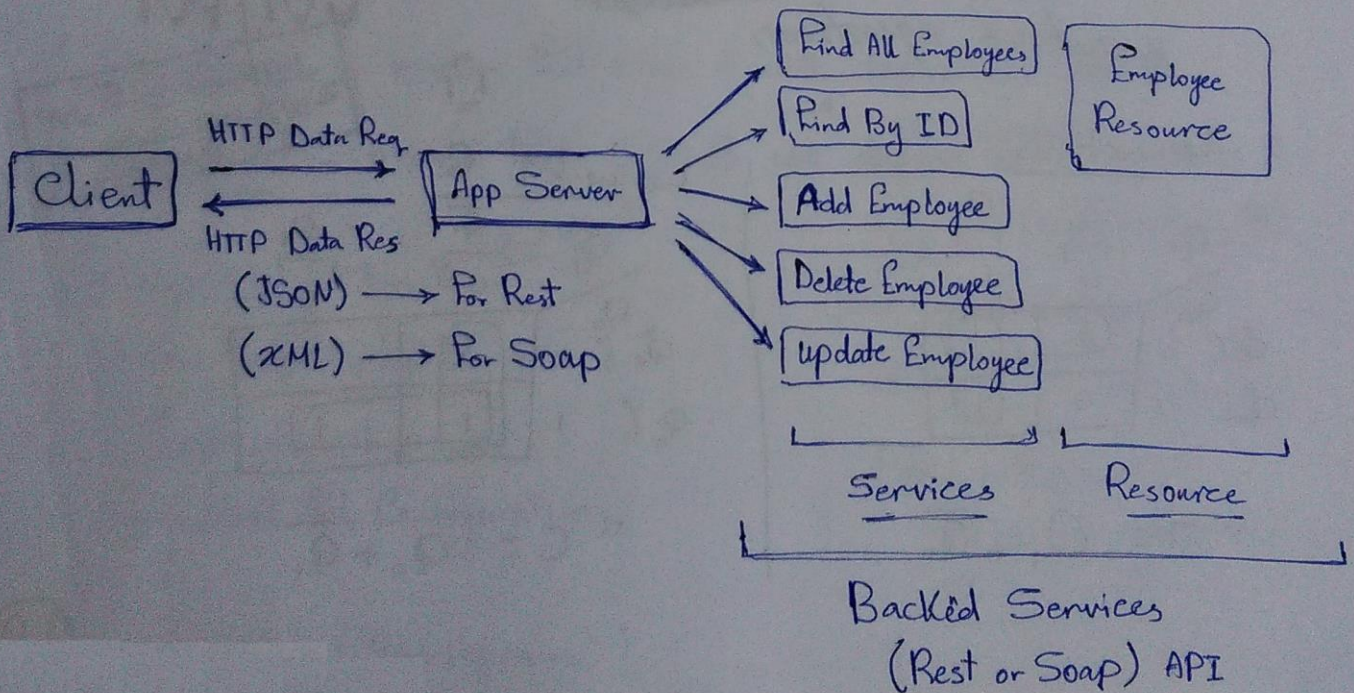 Client
HTTP Data Req
HTTP Data Res
(JSON) → For Rest
(XML) → For Soap
App Server
Find All Employees
Find By ID
Add Employee
Delete Employee
update Employee
Employee
Resource
Services
Resource
Backid Services
(Rest or Soap) API